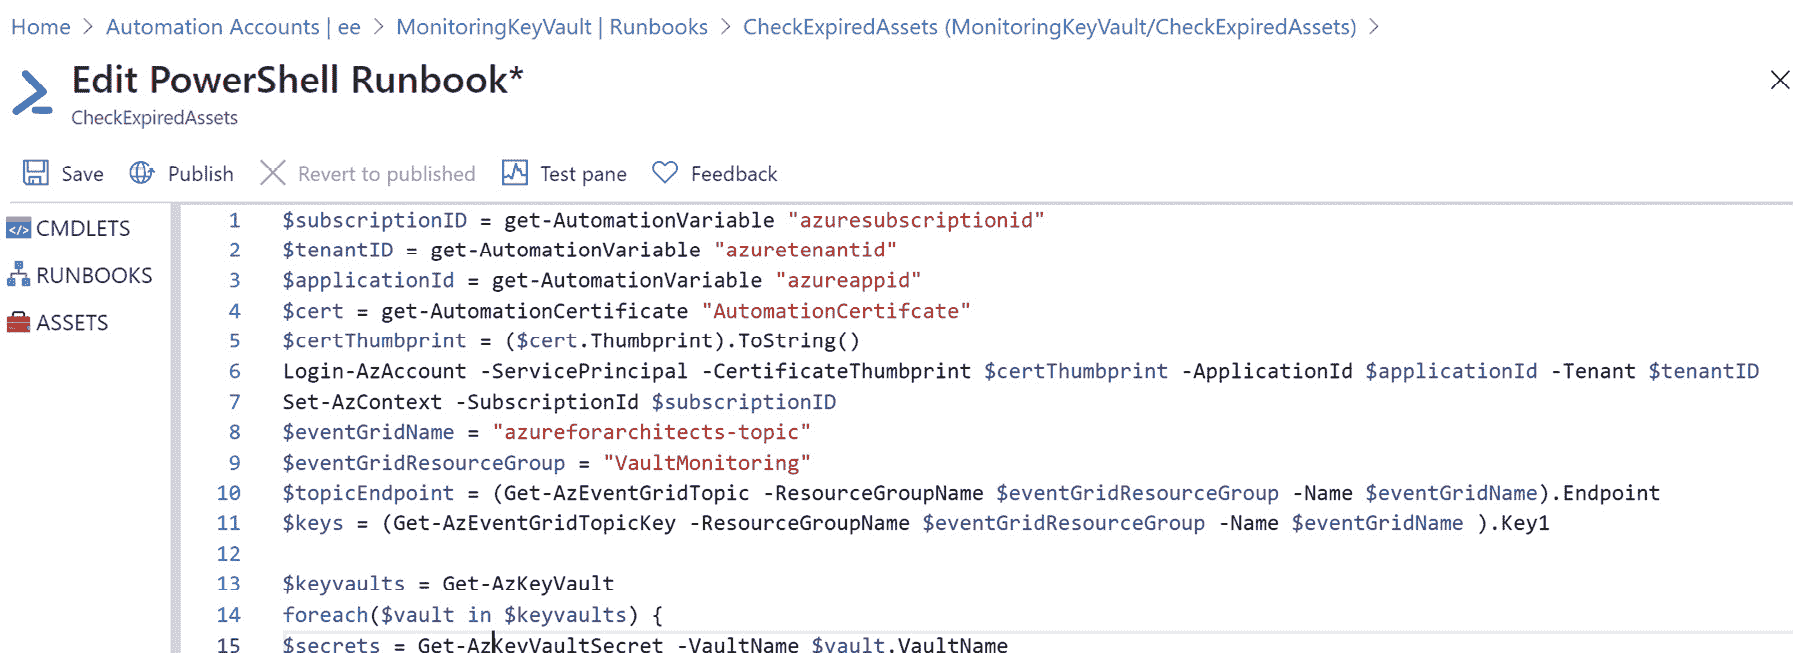 Home > Automation Accounts | ee > MonitoringKeyVault | Runbooks > CheckExpiredAssets (MonitoringKeyVault/CheckExpiredAssets) >
Edit PowerShell Runbook*
CheckExpiredAssets
Save Publish Revert to published Test pane Feedback
CMDLETS
RUNBOOKS
ASSETS
1 $subscriptionID = get-AutomationVariable "azuresubscriptionid"
2 $tenantID = get-AutomationVariable "azuretenantid"
3 $applicationId = get-AutomationVariable "azureappid"
4 $cert = get-AutomationCertificate "AutomationCertifcate"
5 $certThumbprint = ($cert.Thumbprint).ToString()
6 Login-AzAccount -ServicePrincipal -CertificateThumbprint $certThumbprint -ApplicationId $applicationId -Tenant $tenantID
7 Set-AzContext -SubscriptionId $subscriptionID
8 $eventGridName = "azureforarchitects-topic"
9 $eventGridResourceGroup = "VaultMonitoring"
10 $topicEndpoint = (Get-AzEventGridTopic -ResourceGroupName $eventGridResourceGroup -Name $eventGridName).Endpoint
11 $keys = (Get-AzEventGridTopicKey -ResourceGroupName $eventGridResourceGroup -Name $eventGridName ).Key1
12
13 $keyvaults = Get-AzKeyVault
14 foreach($vault in $keyvaults) {
15 $secrets = Get-AzKeyVaultSecret -VaultName $vault.VaultName